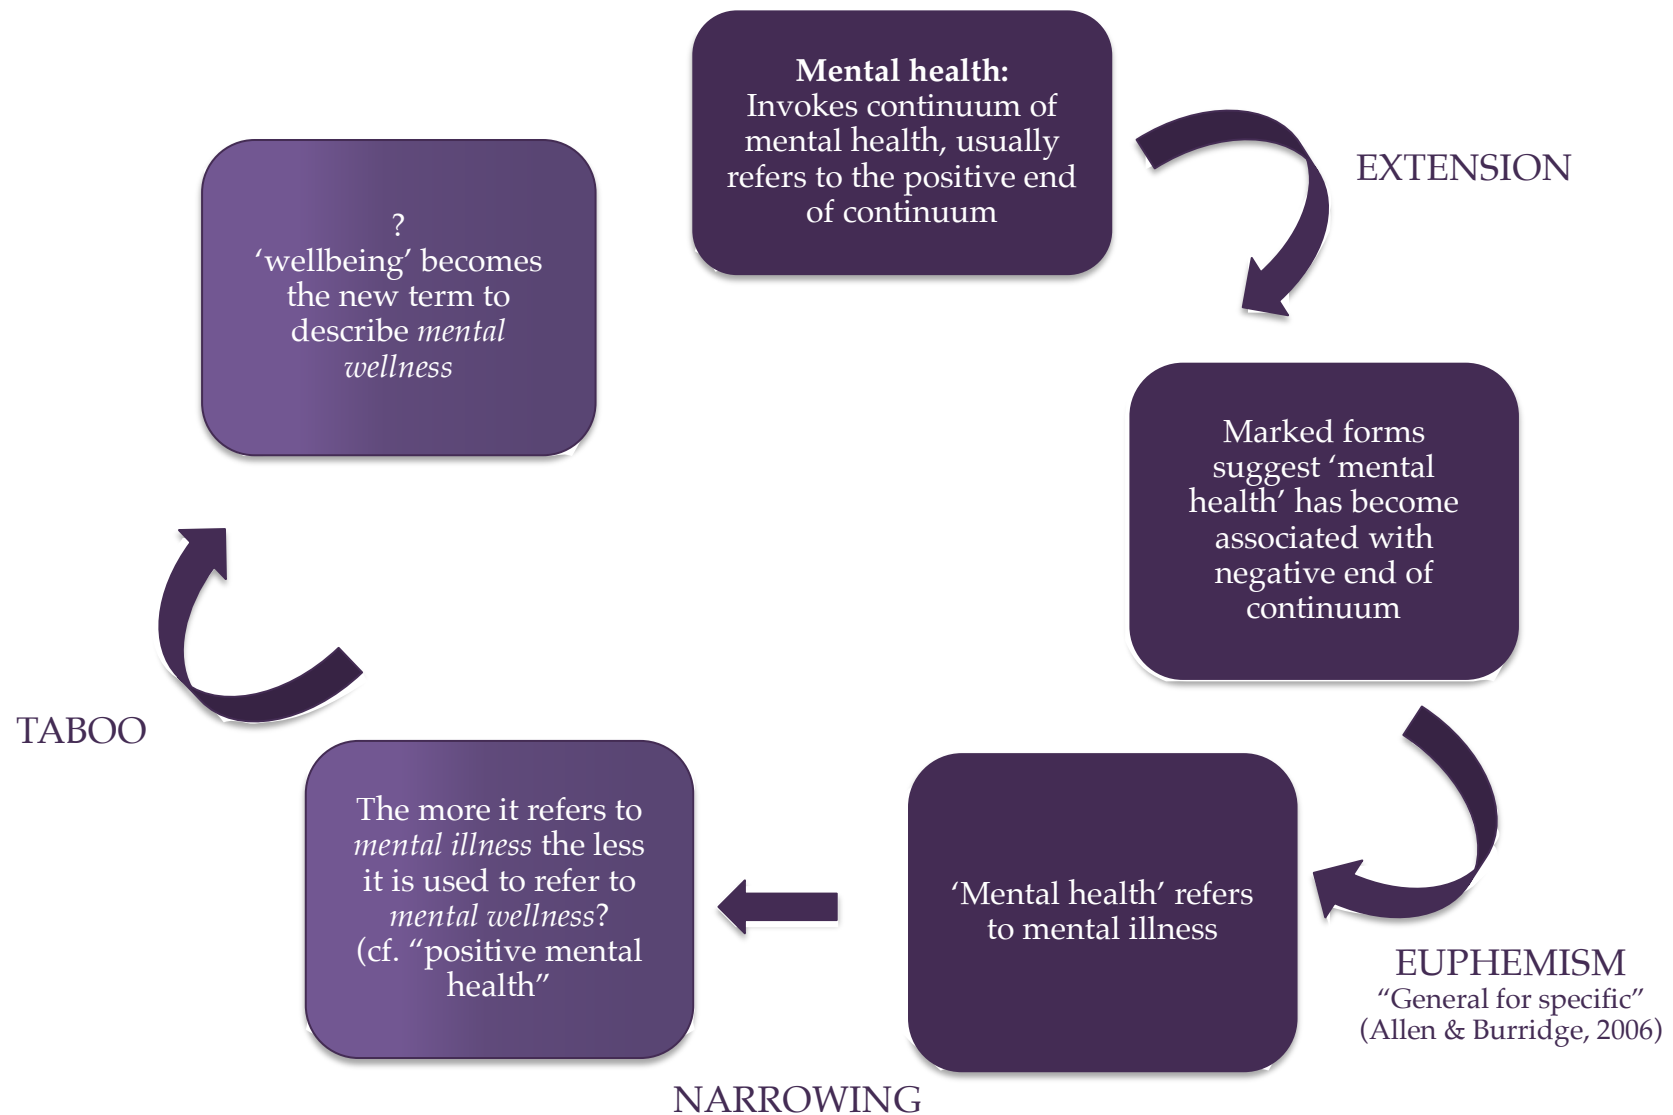 Mental health:
Invokes continuum of
mental health, usually
refers to the positive end
of continuum
EXTENSION
Marked forms
suggest ‘mental
health’ has become
associated with
negative end of
continuum
EUPHEMISM
“General for specific”
(Allen & Burridge, 2006)
‘Mental health’ refers
to mental illness
NARROWING
The more it refers to
mental illness the less
it is used to refer to
mental wellness?
(cf. “positive mental
health”
TABOO
?
‘wellbeing’ becomes
the new term to
describe mental
wellness